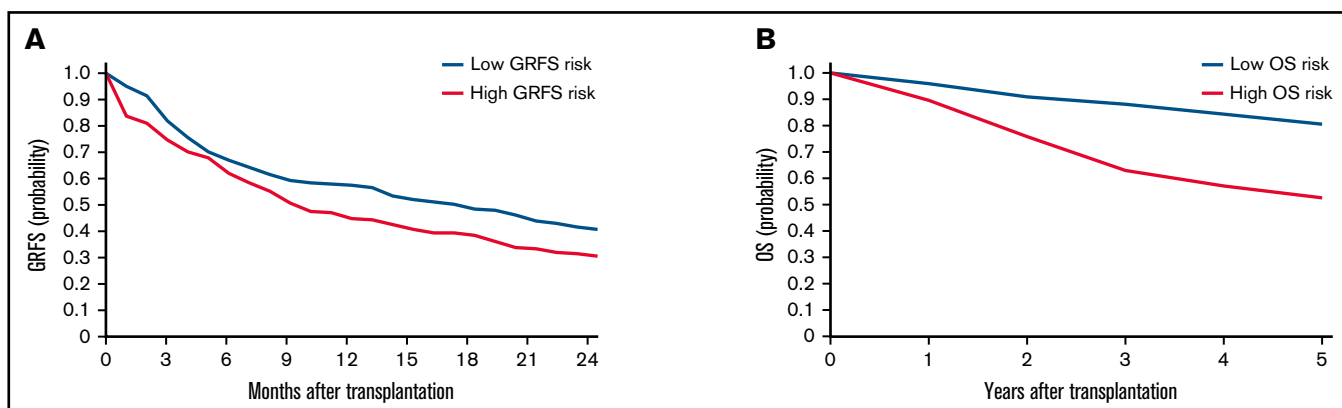 A
Low GRFS risk
High GRFS risk
1.0
0.9
0.8
0.7
0.6
0.5
0.4
0.3
0.2
0.1
0
GRFS (probability)
0 3 6 9 12 15 18 21 24
Months after transplantation
B
Low OS risk
High OS risk
1.0
0.9
0.8
0.7
0.6
0.5
0.4
0.3
0.2
0.1
0
OS (probability)
0 1 2 3 4 5
Years after transplantation